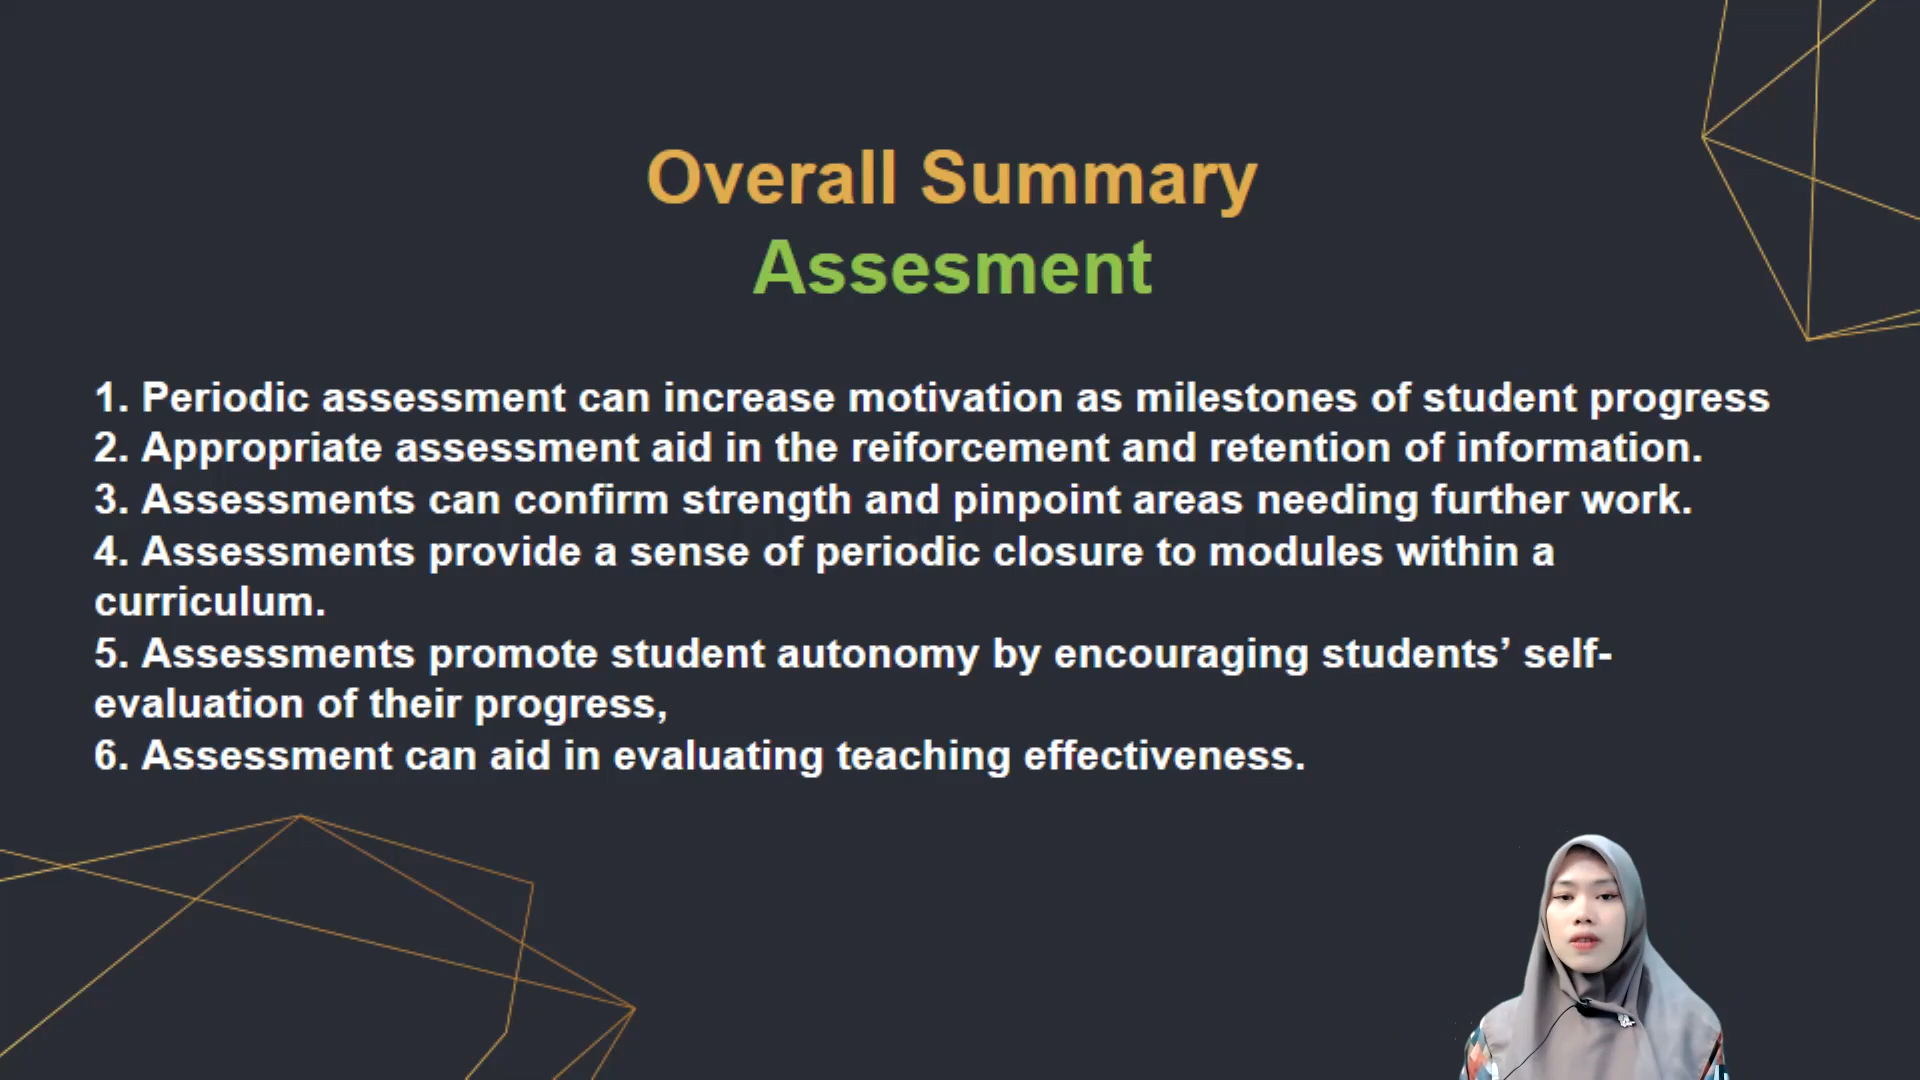 Overall Summary
Assesment
1. Periodic assessment can increase motivation as milestones of student progress
2. Appropriate assessment aid in the reiforcement and retention of information.
3. Assessments can confirm strength and pinpoint areas needing further work.
4. Assessments provide a sense of periodic closure to modules within a
curriculum.
5. Assessments promote student autonomy by encouraging students’ self-
evaluation of their progress,
6. Assessment can aid in evaluating teaching effectiveness.